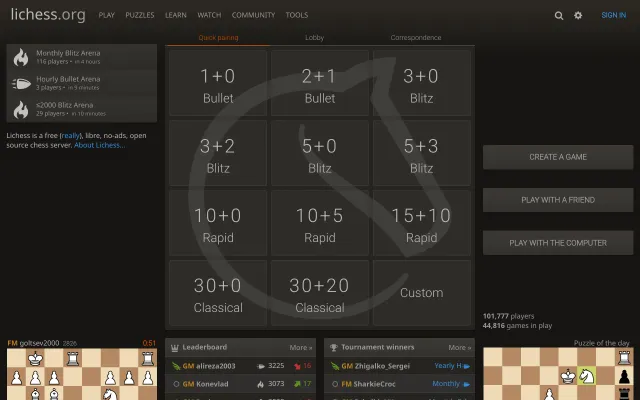 lichess.org PLAY PUZZLES LEARN WATCH COMMUNITY TOOLS SIGN IN
Monthly Blitz Arena
116 players • in 4 hours
Hourly Bullet Arena
3 players • in 9 minutes
≤2000 Blitz Arena
29 players • in 10 minutes
Lichess is a free (really), libre, no-ads, open
source chess server. About Lichess...
Quick pairing Lobby Correspondence
1+0
Bullet
2+1
Bullet
3+0
Blitz
3+2
Blitz
5+0
Blitz
5+3
Blitz
10+0
Rapid
10+5
Rapid
15+10
Rapid
30+0
Classical
30+20
Classical
Custom
CREATE A GAME
PLAY WITH A FRIEND
PLAY WITH THE COMPUTER
101,777 players
44,816 games in play
FM goltsev2000 2826 0:51
Leaderboard More »
GM alireza2003 3225 16
GM Konevlad 3073 17
Tournament winners More »
GM Zhigalko_Sergei Yearly H
FM SharkieCroc Monthly
Puzzle of the day